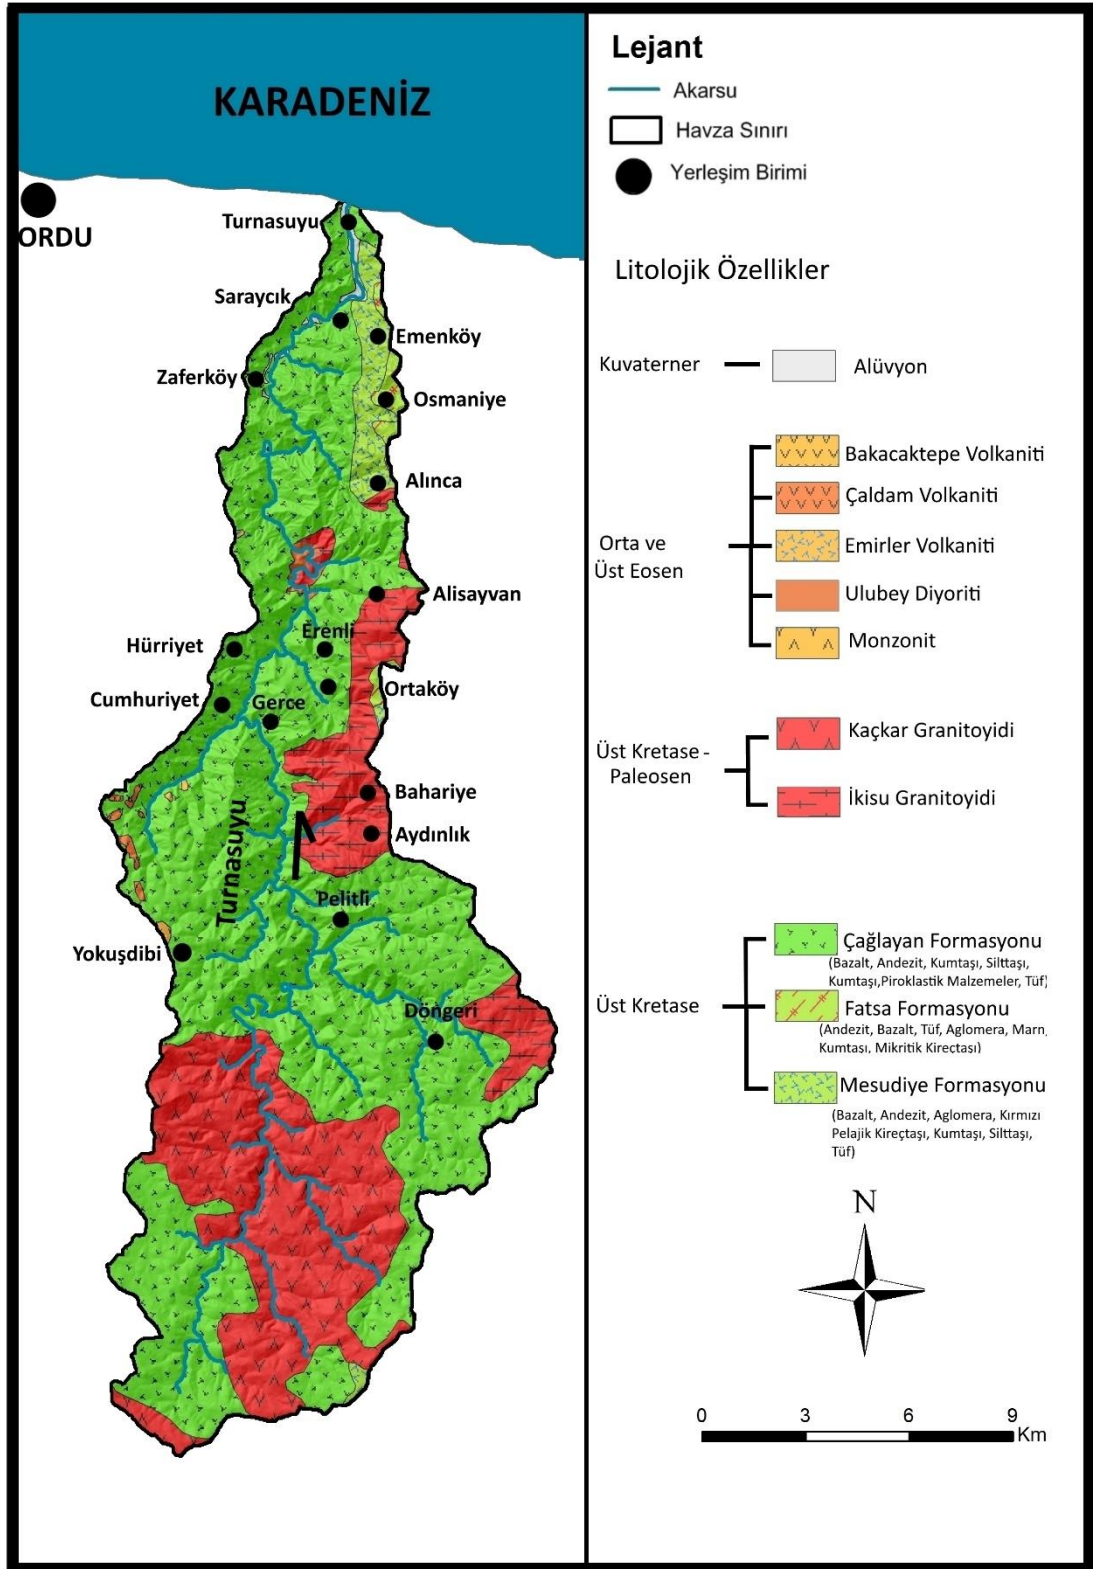 KARADENİZ
ORDU
Turnasuyu
Saraycık
Emenköy
Zaferköy
Osmaniye
Alınca
Alisayvan
Hürriyet
Erenli
Cumhuriyet
Gerce
Ortaköy
Bahariye
Turnasuyu
Aydınlık
Pelitli
Yokuşdibi
Döngeri
Lejant
Akarsu
Havza Sınırı
Yerleşim Birimi
Litolojik Özellikler
Kuvaterner
Alüvyon
Orta ve
Üst Eosen
Bakacaktepe Volkaniti
Çaldam Volkaniti
Emirler Volkaniti
Ulubey Diyoriti
Monzonit
Üst Kretase -
Paleosen
Kaçkar Granitoyidi
İkisu Granitoyidi
Üst Kretase
Çağlayan Formasyonu
(Bazalt, Andezit, Kumtaşı, Silttaşı,
Kumtaşı,Piroklastik Malzemeler, Tüf)
Fatsa Formasyonu
(Andezit, Bazalt, Tüf, Aglomera, Marn,
Kumtaşı, Mikritik Kireçtaşı)
Mesudiye Formasyonu
(Bazalt, Andezit, Aglomera, Kırmızı
Pelajik Kireçtaşı, Kumtaşı, Silttaşı,
Tüf)
N
0 3 6 9
Km